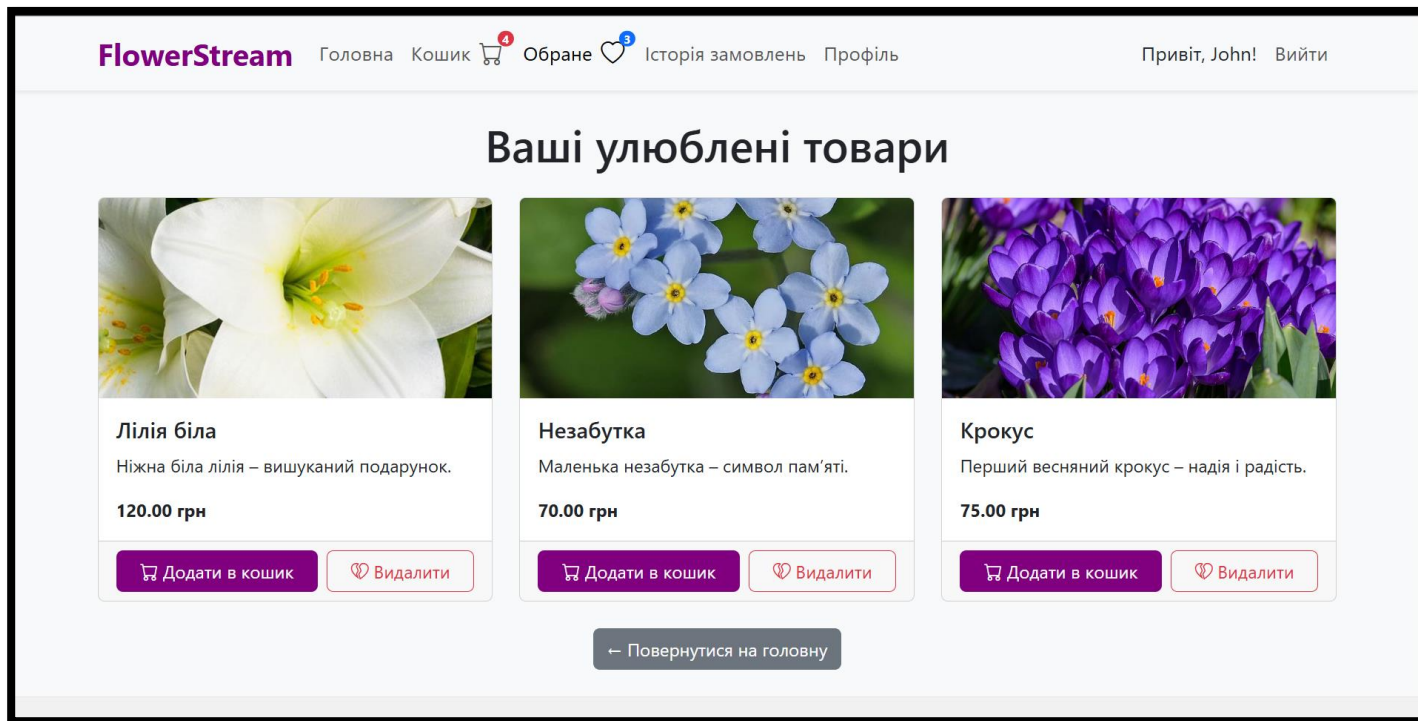 FlowerStream Головна Кошик 4 Обране 3 Історія замовлень Профіль Привіт, John! Вийти
Ваші улюблені товари
Лілія біла
Ніжна біла лілія – вишуканий подарунок.
120.00 грн
Додати в кошик Видалити
Незабутка
Маленька незабутка – символ пам’яті.
70.00 грн
Додати в кошик Видалити
Крокус
Перший весняний крокус – надія і радість.
75.00 грн
Додати в кошик Видалити
← Повернутися на головну